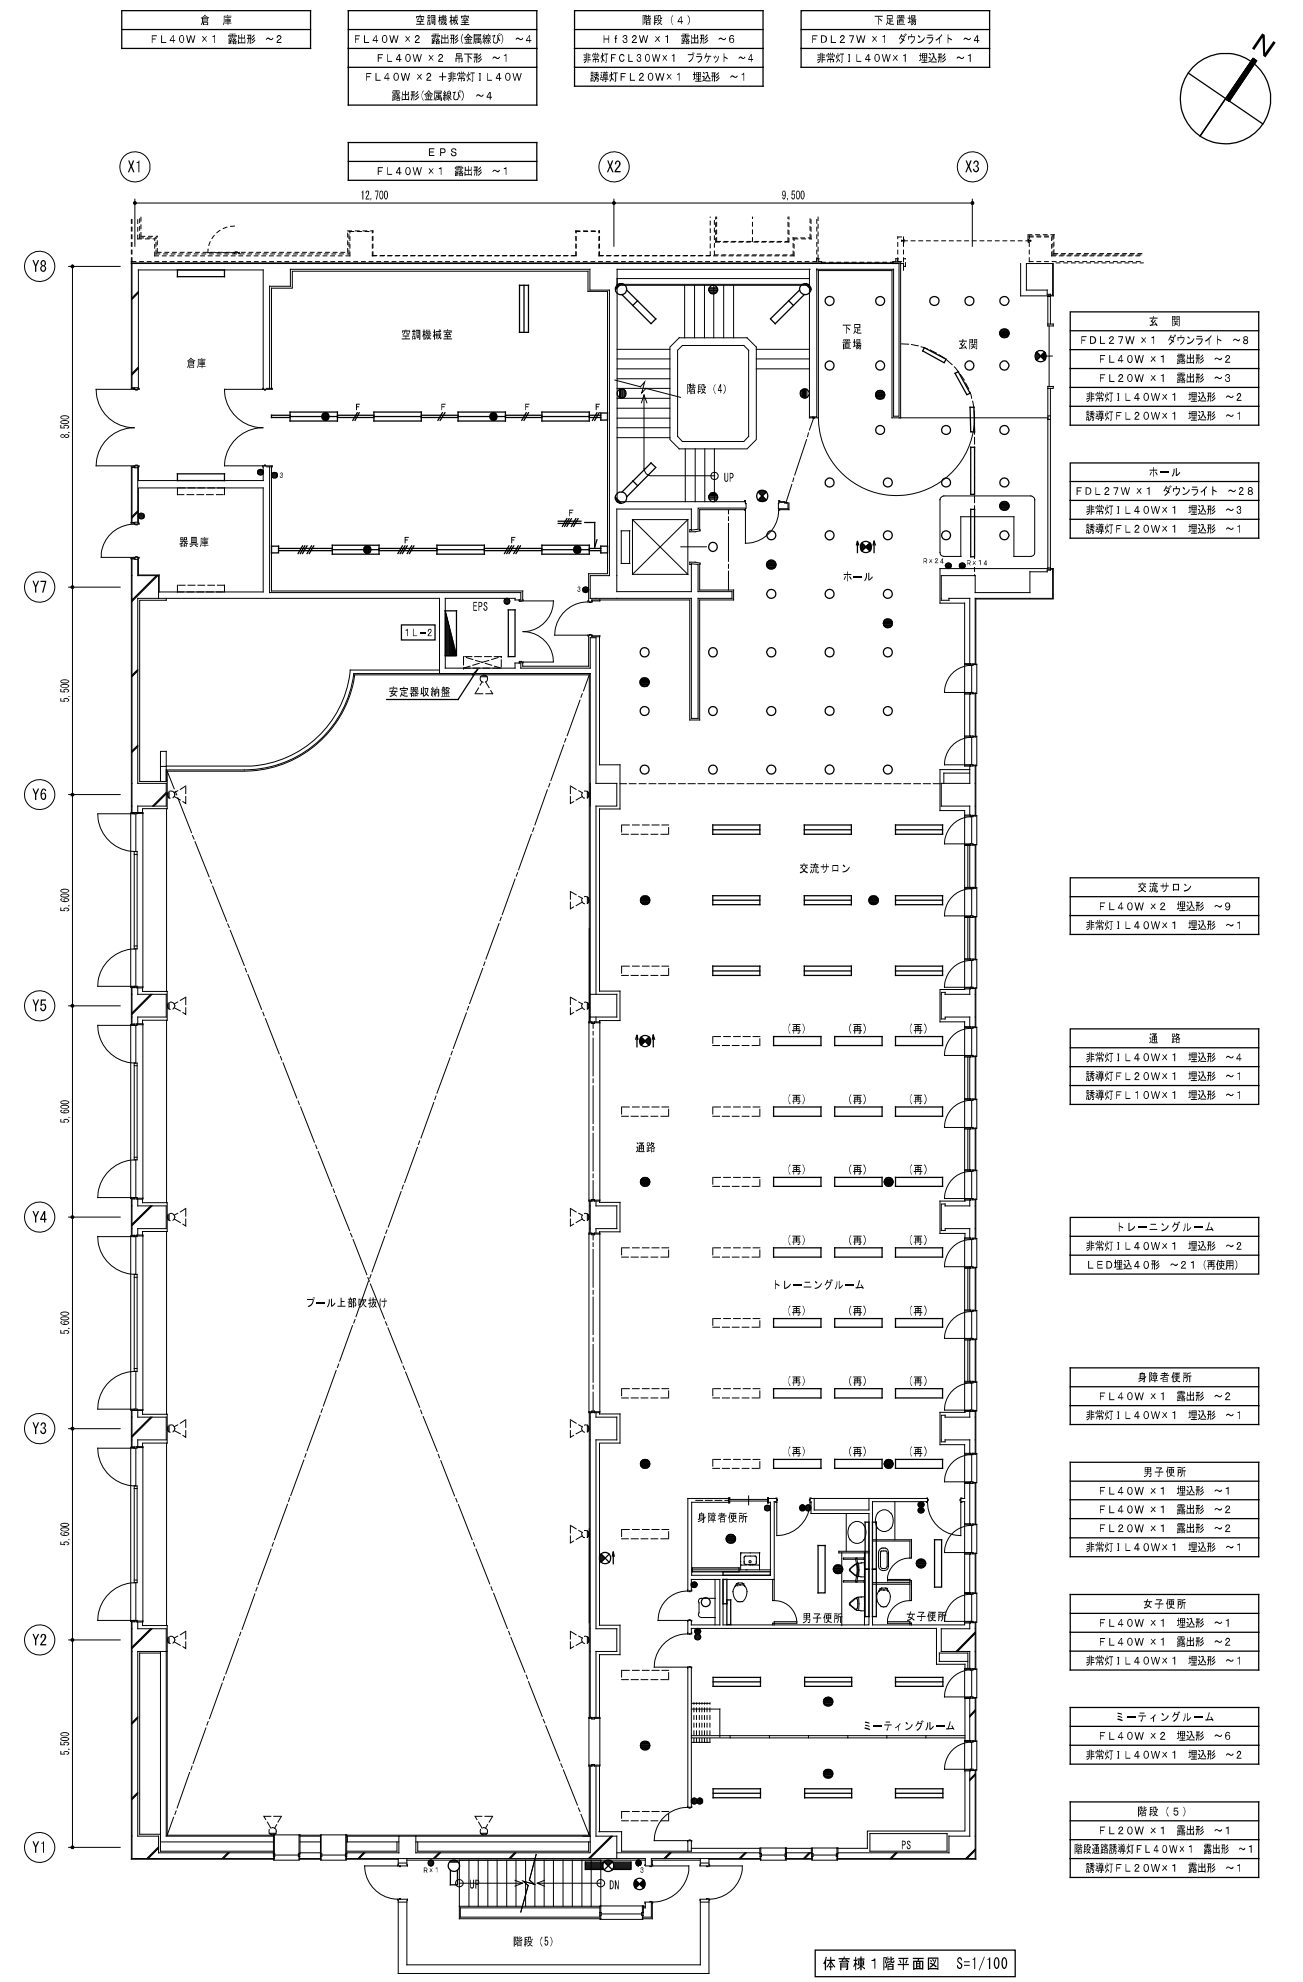 倉　庫
ＦＬ４０Ｗ×１　露出形　～２
空調機械室
ＦＬ４０Ｗ×２　露出形(金属線ぴ)　～４
ＦＬ４０Ｗ×２　吊下形　～１
ＦＬ４０Ｗ×２＋非常灯ＩＬ４０Ｗ
露出形(金属線ぴ)　～４
階段（４）
Ｈｆ３２Ｗ×１　露出形　～６
非常灯ＦＣＬ３０Ｗ×１　ブラケット　～４
誘導灯ＦＬ２０Ｗ×１　埋込形　～１
下足置場
ＦＤＬ２７Ｗ×１　ダウンライト　～４
非常灯ＩＬ４０Ｗ×１　埋込形　～１
N
ＥＰＳ
ＦＬ４０Ｗ×１　露出形　～１
X1
X2
X3
12,700
9,500
Y8
Y7
Y6
Y5
Y4
Y3
Y2
Y1
8,500
5,500
5,600
5,600
5,600
5,600
5,500
倉庫
空調機械室
F
F
F
F
3
器具庫
F
F
F
3
階段（4）
UP
下足
置場
玄関
ホール
R×24
R×14
EPS
1L-2
安定器収納盤
交流サロン
(再)
(再)
(再)
(再)
(再)
(再)
通路
(再)
(再)
(再)
(再)
(再)
(再)
トレーニングルーム
プール上部吹抜け
(再)
(再)
(再)
(再)
(再)
(再)
(再)
(再)
(再)
身障者便所
男子便所
女子便所
ミーティングルーム
PS
R×1
UP
DN
3
階段（5）
玄　関
ＦＤＬ２７Ｗ×１　ダウンライト　～８
ＦＬ４０Ｗ×１　露出形　～２
ＦＬ２０Ｗ×１　露出形　～３
非常灯ＩＬ４０Ｗ×１　埋込形　～２
誘導灯ＦＬ２０Ｗ×１　埋込形　～１
ホール
ＦＤＬ２７Ｗ×１　ダウンライト　～２８
非常灯ＩＬ４０Ｗ×１　埋込形　～３
誘導灯ＦＬ２０Ｗ×１　埋込形　～１
交流サロン
ＦＬ４０Ｗ×２　埋込形　～９
非常灯ＩＬ４０Ｗ×１　埋込形　～１
通　路
非常灯ＩＬ４０Ｗ×１　埋込形　～４
誘導灯ＦＬ２０Ｗ×１　埋込形　～１
誘導灯ＦＬ１０Ｗ×１　埋込形　～１
トレーニングルーム
非常灯ＩＬ４０Ｗ×１　埋込形　～２
ＬＥＤ埋込４０形　～２１（再使用）
身障者便所
ＦＬ４０Ｗ×１　露出形　～２
非常灯ＩＬ４０Ｗ×１　埋込形　～１
男子便所
ＦＬ４０Ｗ×１　埋込形　～１
ＦＬ４０Ｗ×１　露出形　～２
ＦＬ２０Ｗ×１　露出形　～２
非常灯ＩＬ４０Ｗ×１　埋込形　～１
女子便所
ＦＬ４０Ｗ×１　埋込形　～１
ＦＬ４０Ｗ×１　露出形　～２
非常灯ＩＬ４０Ｗ×１　埋込形　～１
ミーティングルーム
ＦＬ４０Ｗ×２　埋込形　～６
非常灯ＩＬ４０Ｗ×１　埋込形　～２
階段（５）
ＦＬ２０Ｗ×１　露出形　～１
階段通路誘導灯ＦＬ４０Ｗ×１　露出形　～１
誘導灯ＦＬ２０Ｗ×１　露出形　～１
体育棟１階平面図　S=1/100